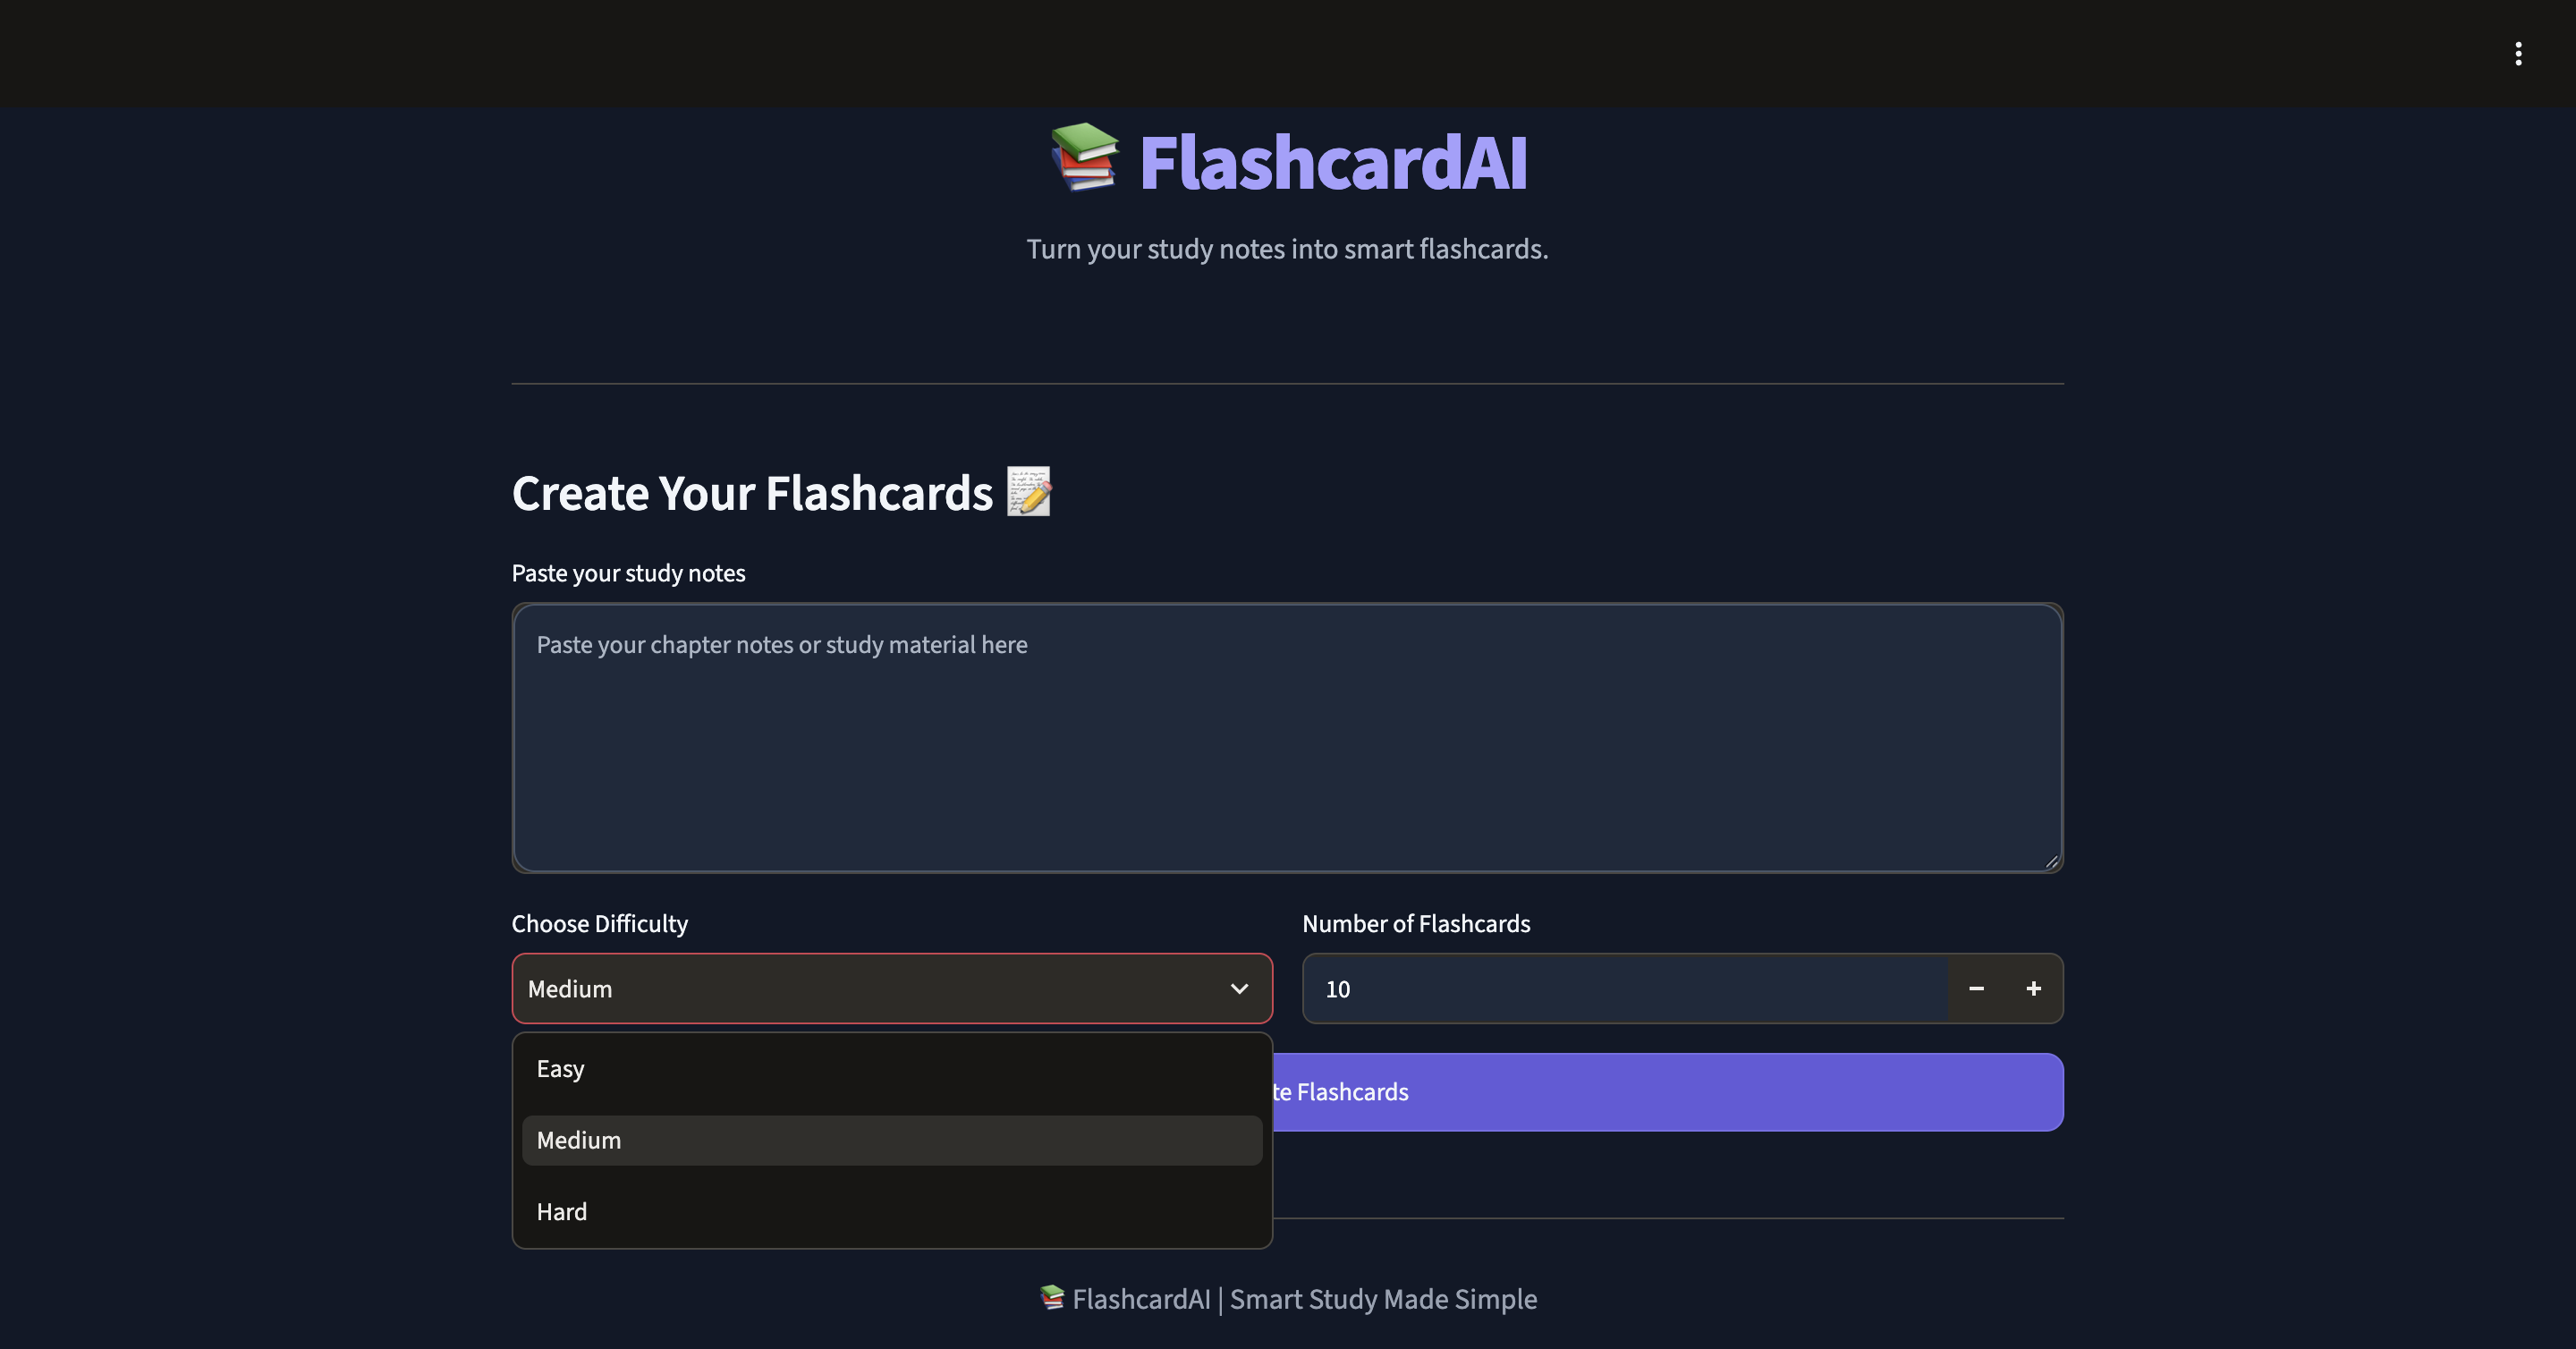 📚 FlashcardAI
Turn your study notes into smart flashcards.
Create Your Flashcards 📝
Paste your study notes
Paste your chapter notes or study material here
Choose Difficulty
Number of Flashcards
Medium
10
Easy
te Flashcards
Medium
Hard
📚 FlashcardAI | Smart Study Made Simple